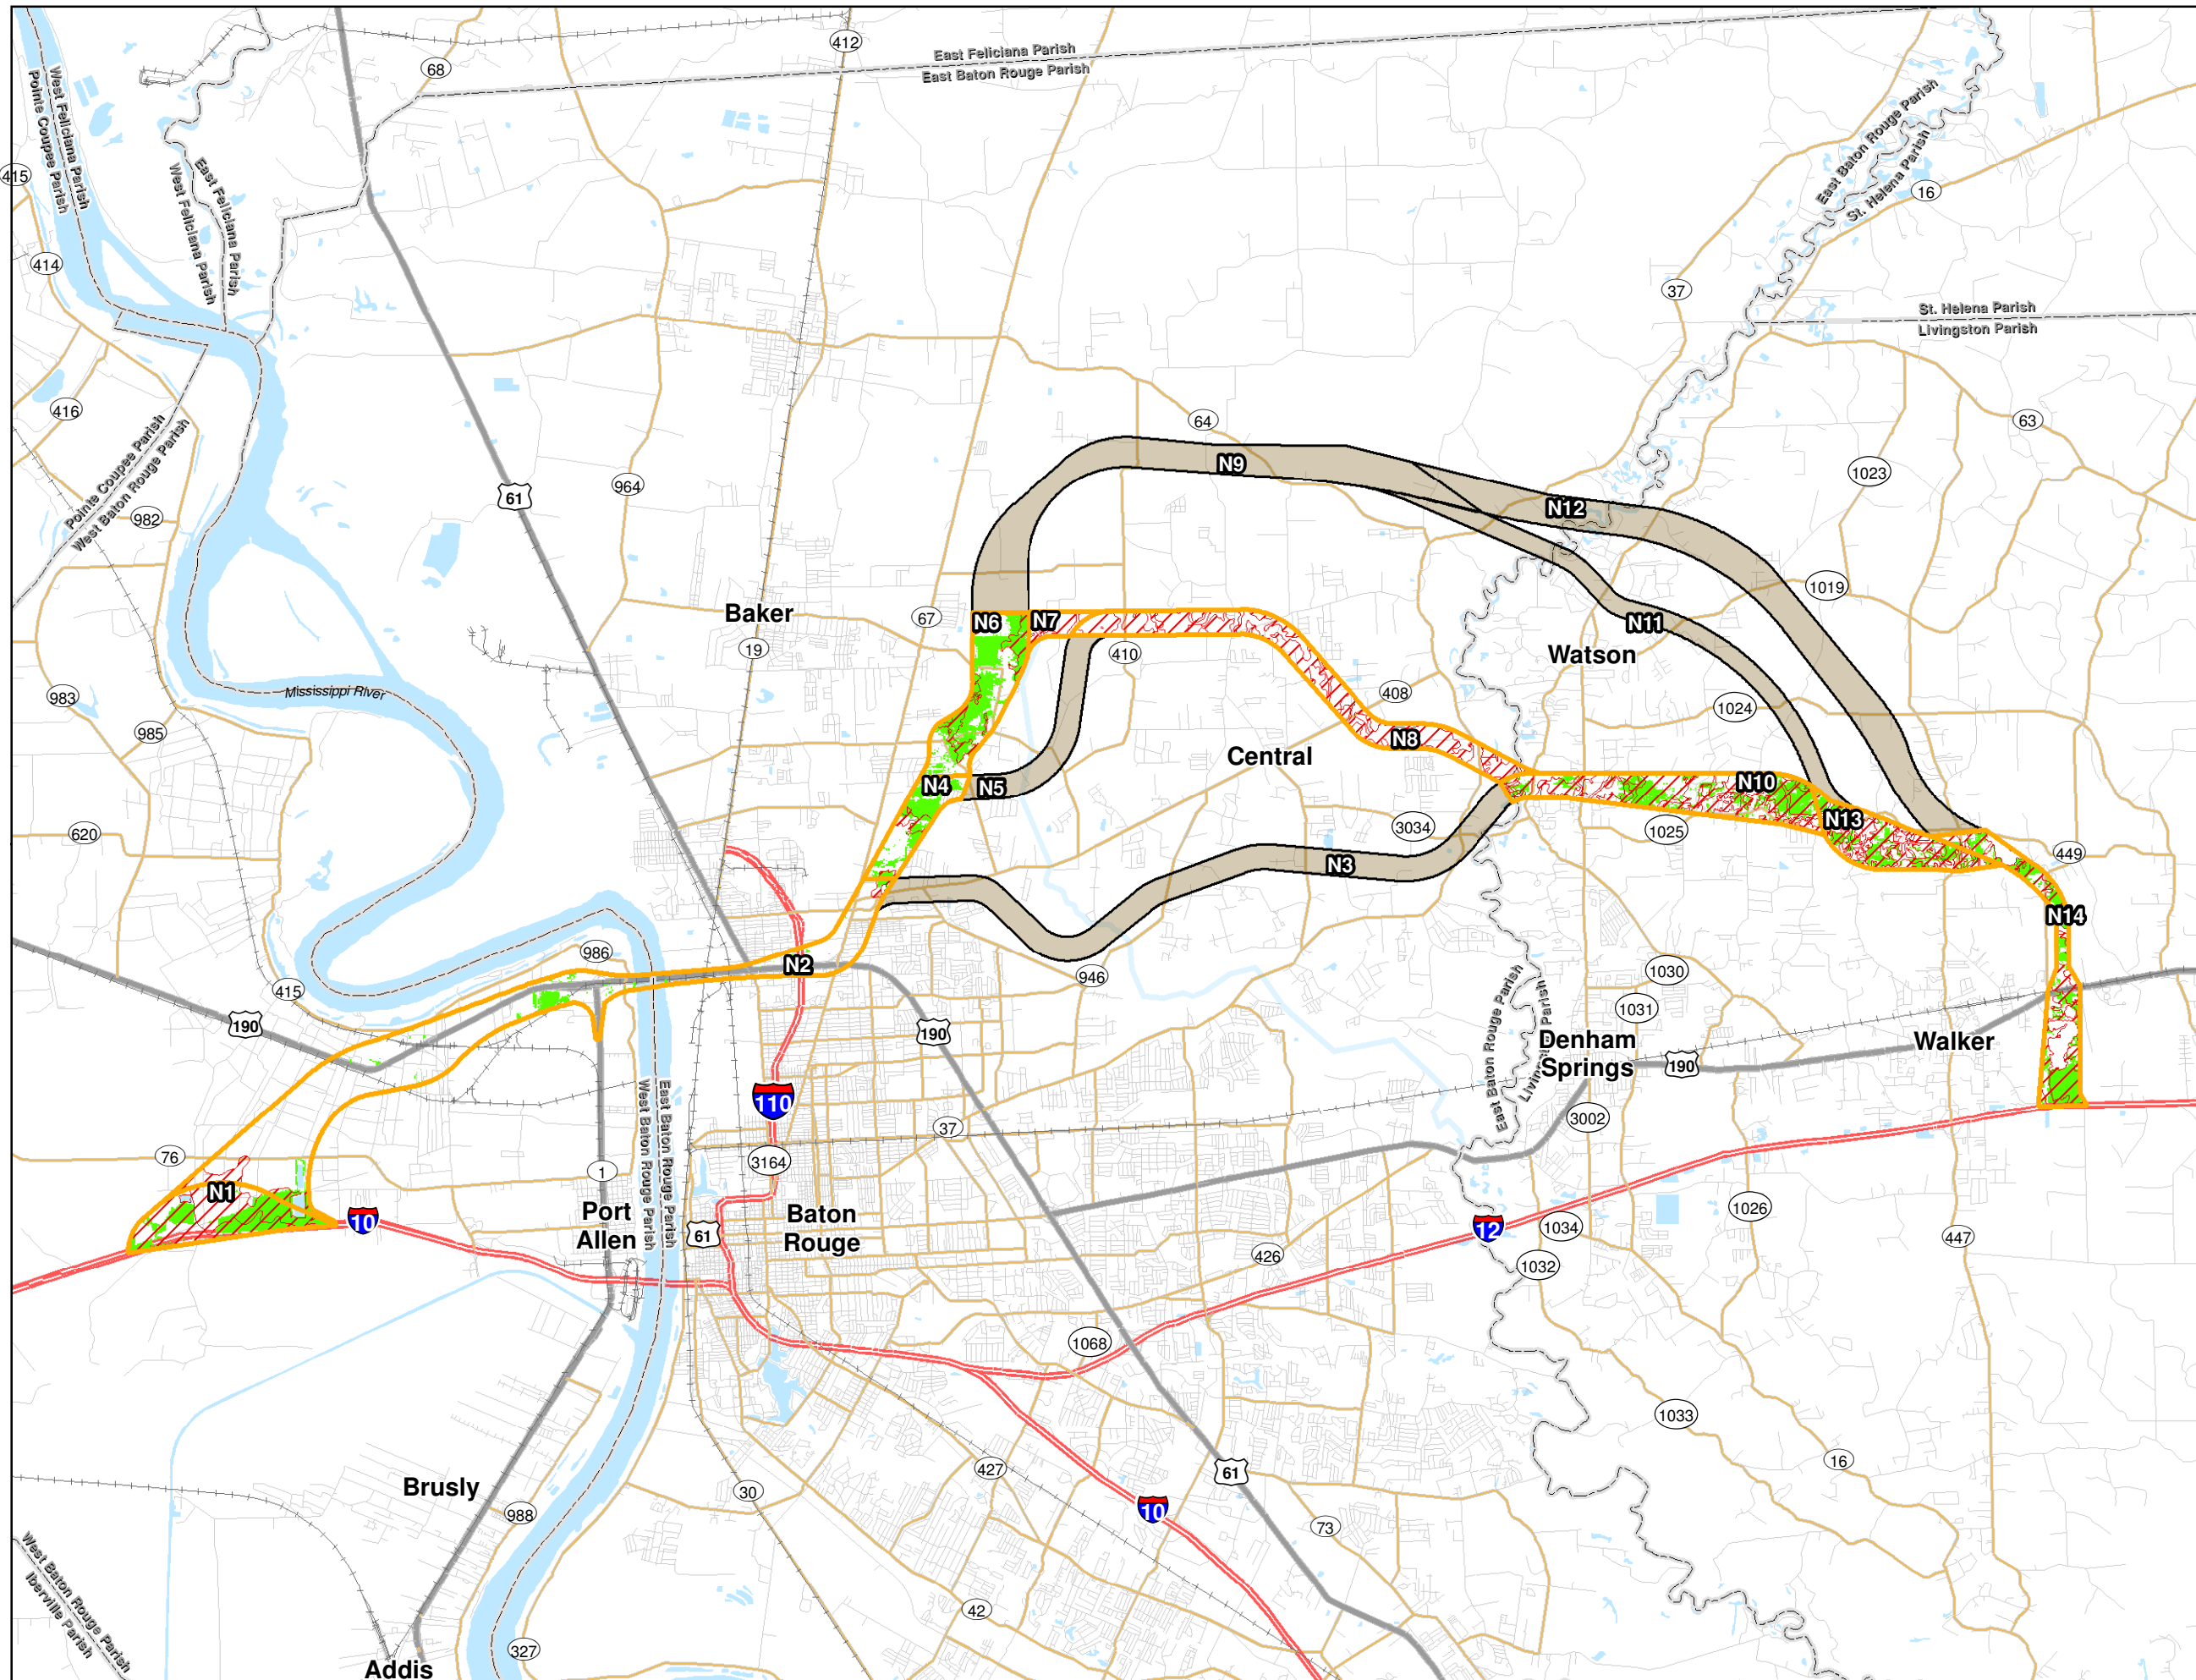 412
East Feliciana Parish
East Baton Rouge Parish
68
West Feliciana Parish
Pointe Coupee Parish
East Feliciana Parish
West Feliciana Parish
415
East Baton Rouge Parish
St. Helena Parish
16
414
37
St. Helena Parish
Livingston Parish
416
64
63
Pointe Coupee Parish
West Baton Rouge Parish
N9
1023
964
61
N12
982
1019
Baker
67
N6
N7
N11
19
410
Watson
Mississippi River
983
408
1024
985
N8
Central
N4
N5
N10
N13
620
3034
1025
N3
449
N14
986
N2
946
1030
415
1031
190
190
East Baton Rouge Parish
Livingston Parish
Denham
Springs
190
Walker
110
West Baton Rouge Parish
East Baton Rouge Parish
3002
37
76
3164
1
N1
10
Port
Allen
61
Baton
Rouge
12
1034
1026
447
426
1032
1068
1033
16
61
427
Brusly
30
10
988
73
West Baton Rouge Parish
Iberville Parish
42
327
Addis